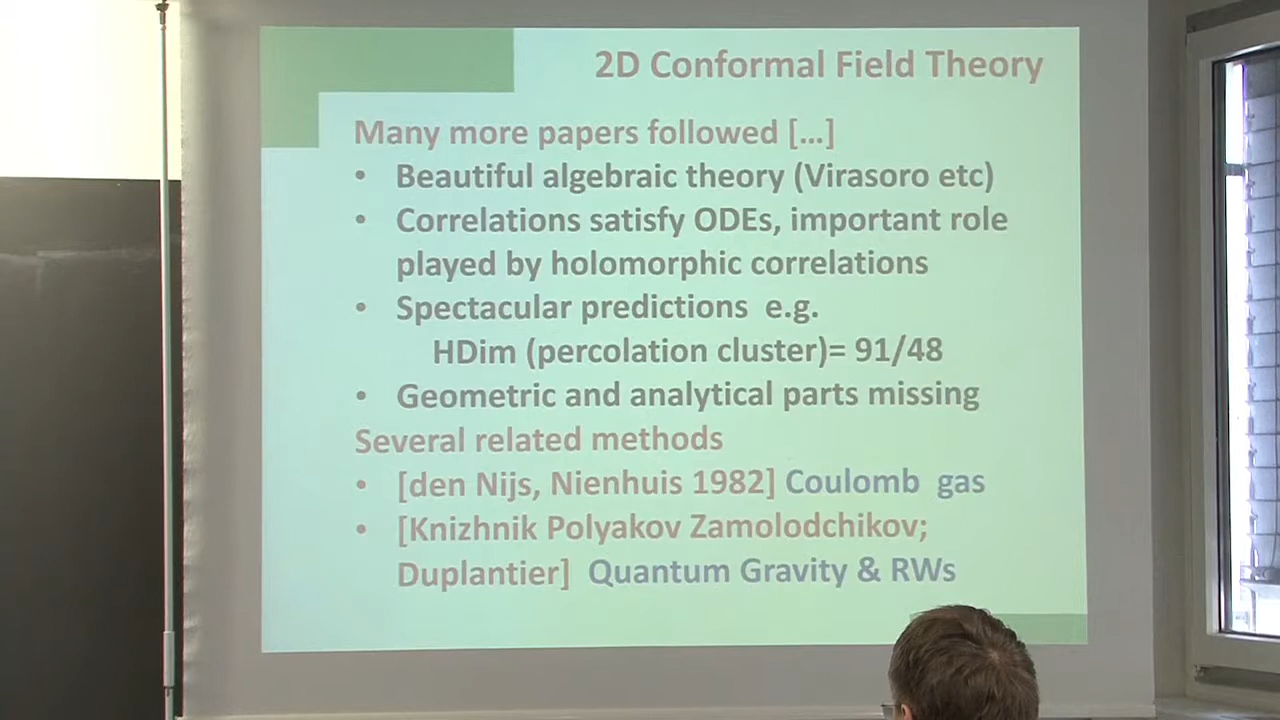 2D Conformal Field Theory
Many more papers followed […]
• Beautiful algebraic theory (Virasoro etc)
• Correlations satisfy ODEs, important role
played by holomorphic correlations
• Spectacular predictions e.g.
HDim (percolation cluster)= 91/48
• Geometric and analytical parts missing
Several related methods
• [den Nijs, Nienhuis 1982] Coulomb gas
• [Knizhnik Polyakov Zamolodchikov;
Duplantier] Quantum Gravity & RWs